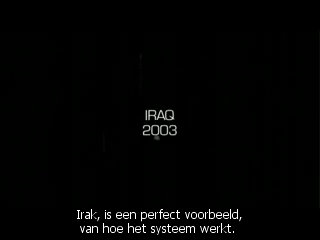 IRAQ
2003
Irak, is een perfect voorbeeld,
van hoe het systeem werkt.